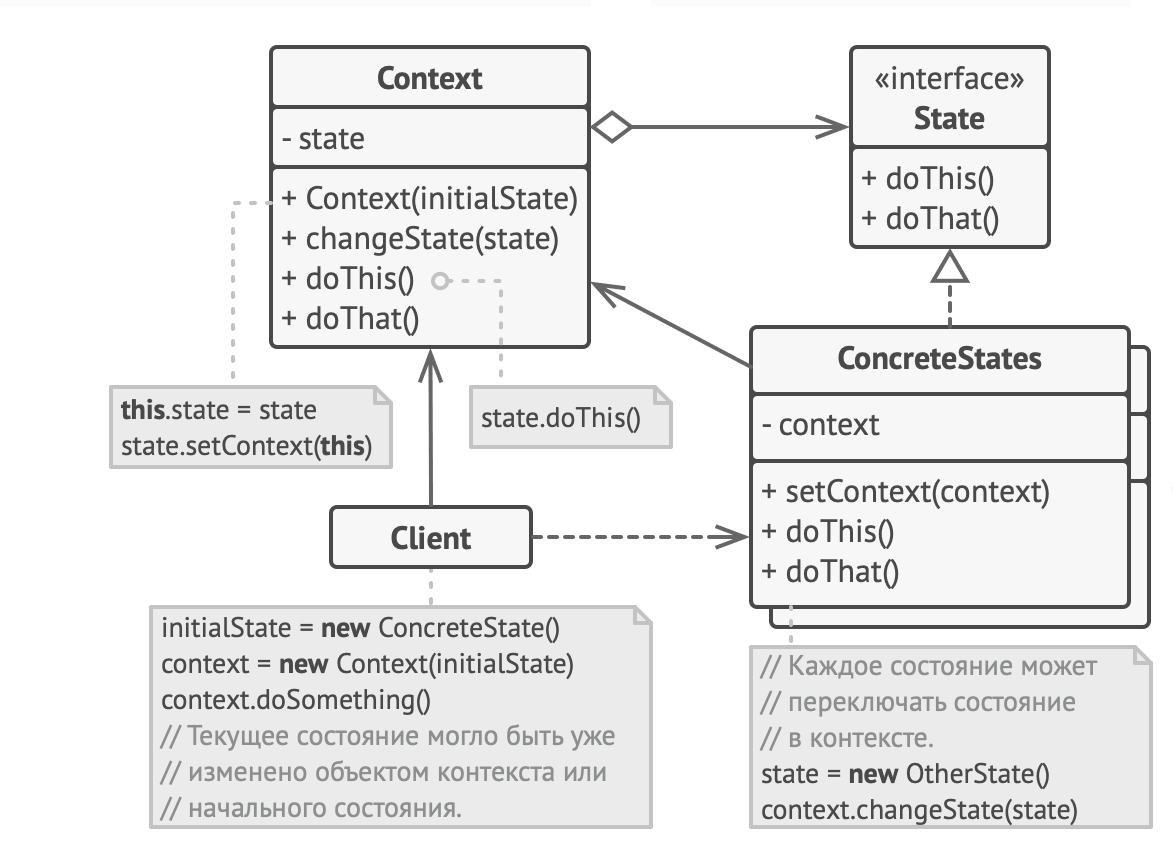 Context
- state
+ Context(initialState)
+ changeState(state)
+ doThis()
+ doThat()
«interface»
State
+ doThis()
+ doThat()
this.state = state
state.setContext(this)
state.doThis()
ConcreteStates
- context
+ setContext(context)
+ doThis()
+ doThat()
Client
initialState = new ConcreteState()
context = new Context(initialState)
context.doSomething()
// Текущее состояние могло быть уже
// изменено объектом контекста или
// начального состояния.
// Каждое состояние может
// переключать состояние
// в контексте.
state = new OtherState()
context.changeState(state)